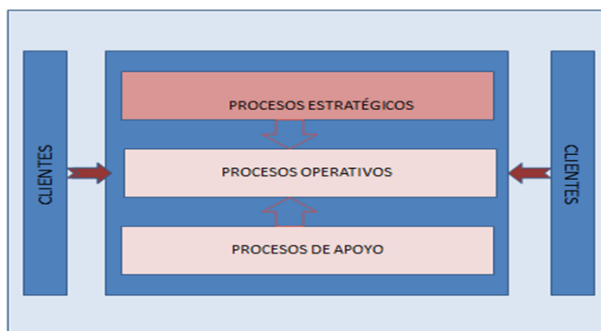 CLIENTES
PROCESOS ESTRATÉGICOS
PROCESOS OPERATIVOS
PROCESOS DE APOYO
CLIENTES